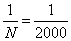 1/N = 1/2000